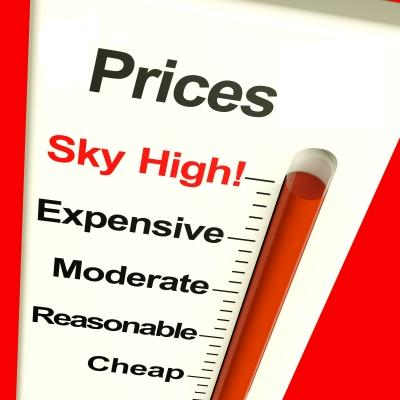 Prices
Sky High!
Expensive
Moderate
Reasonable
Cheap